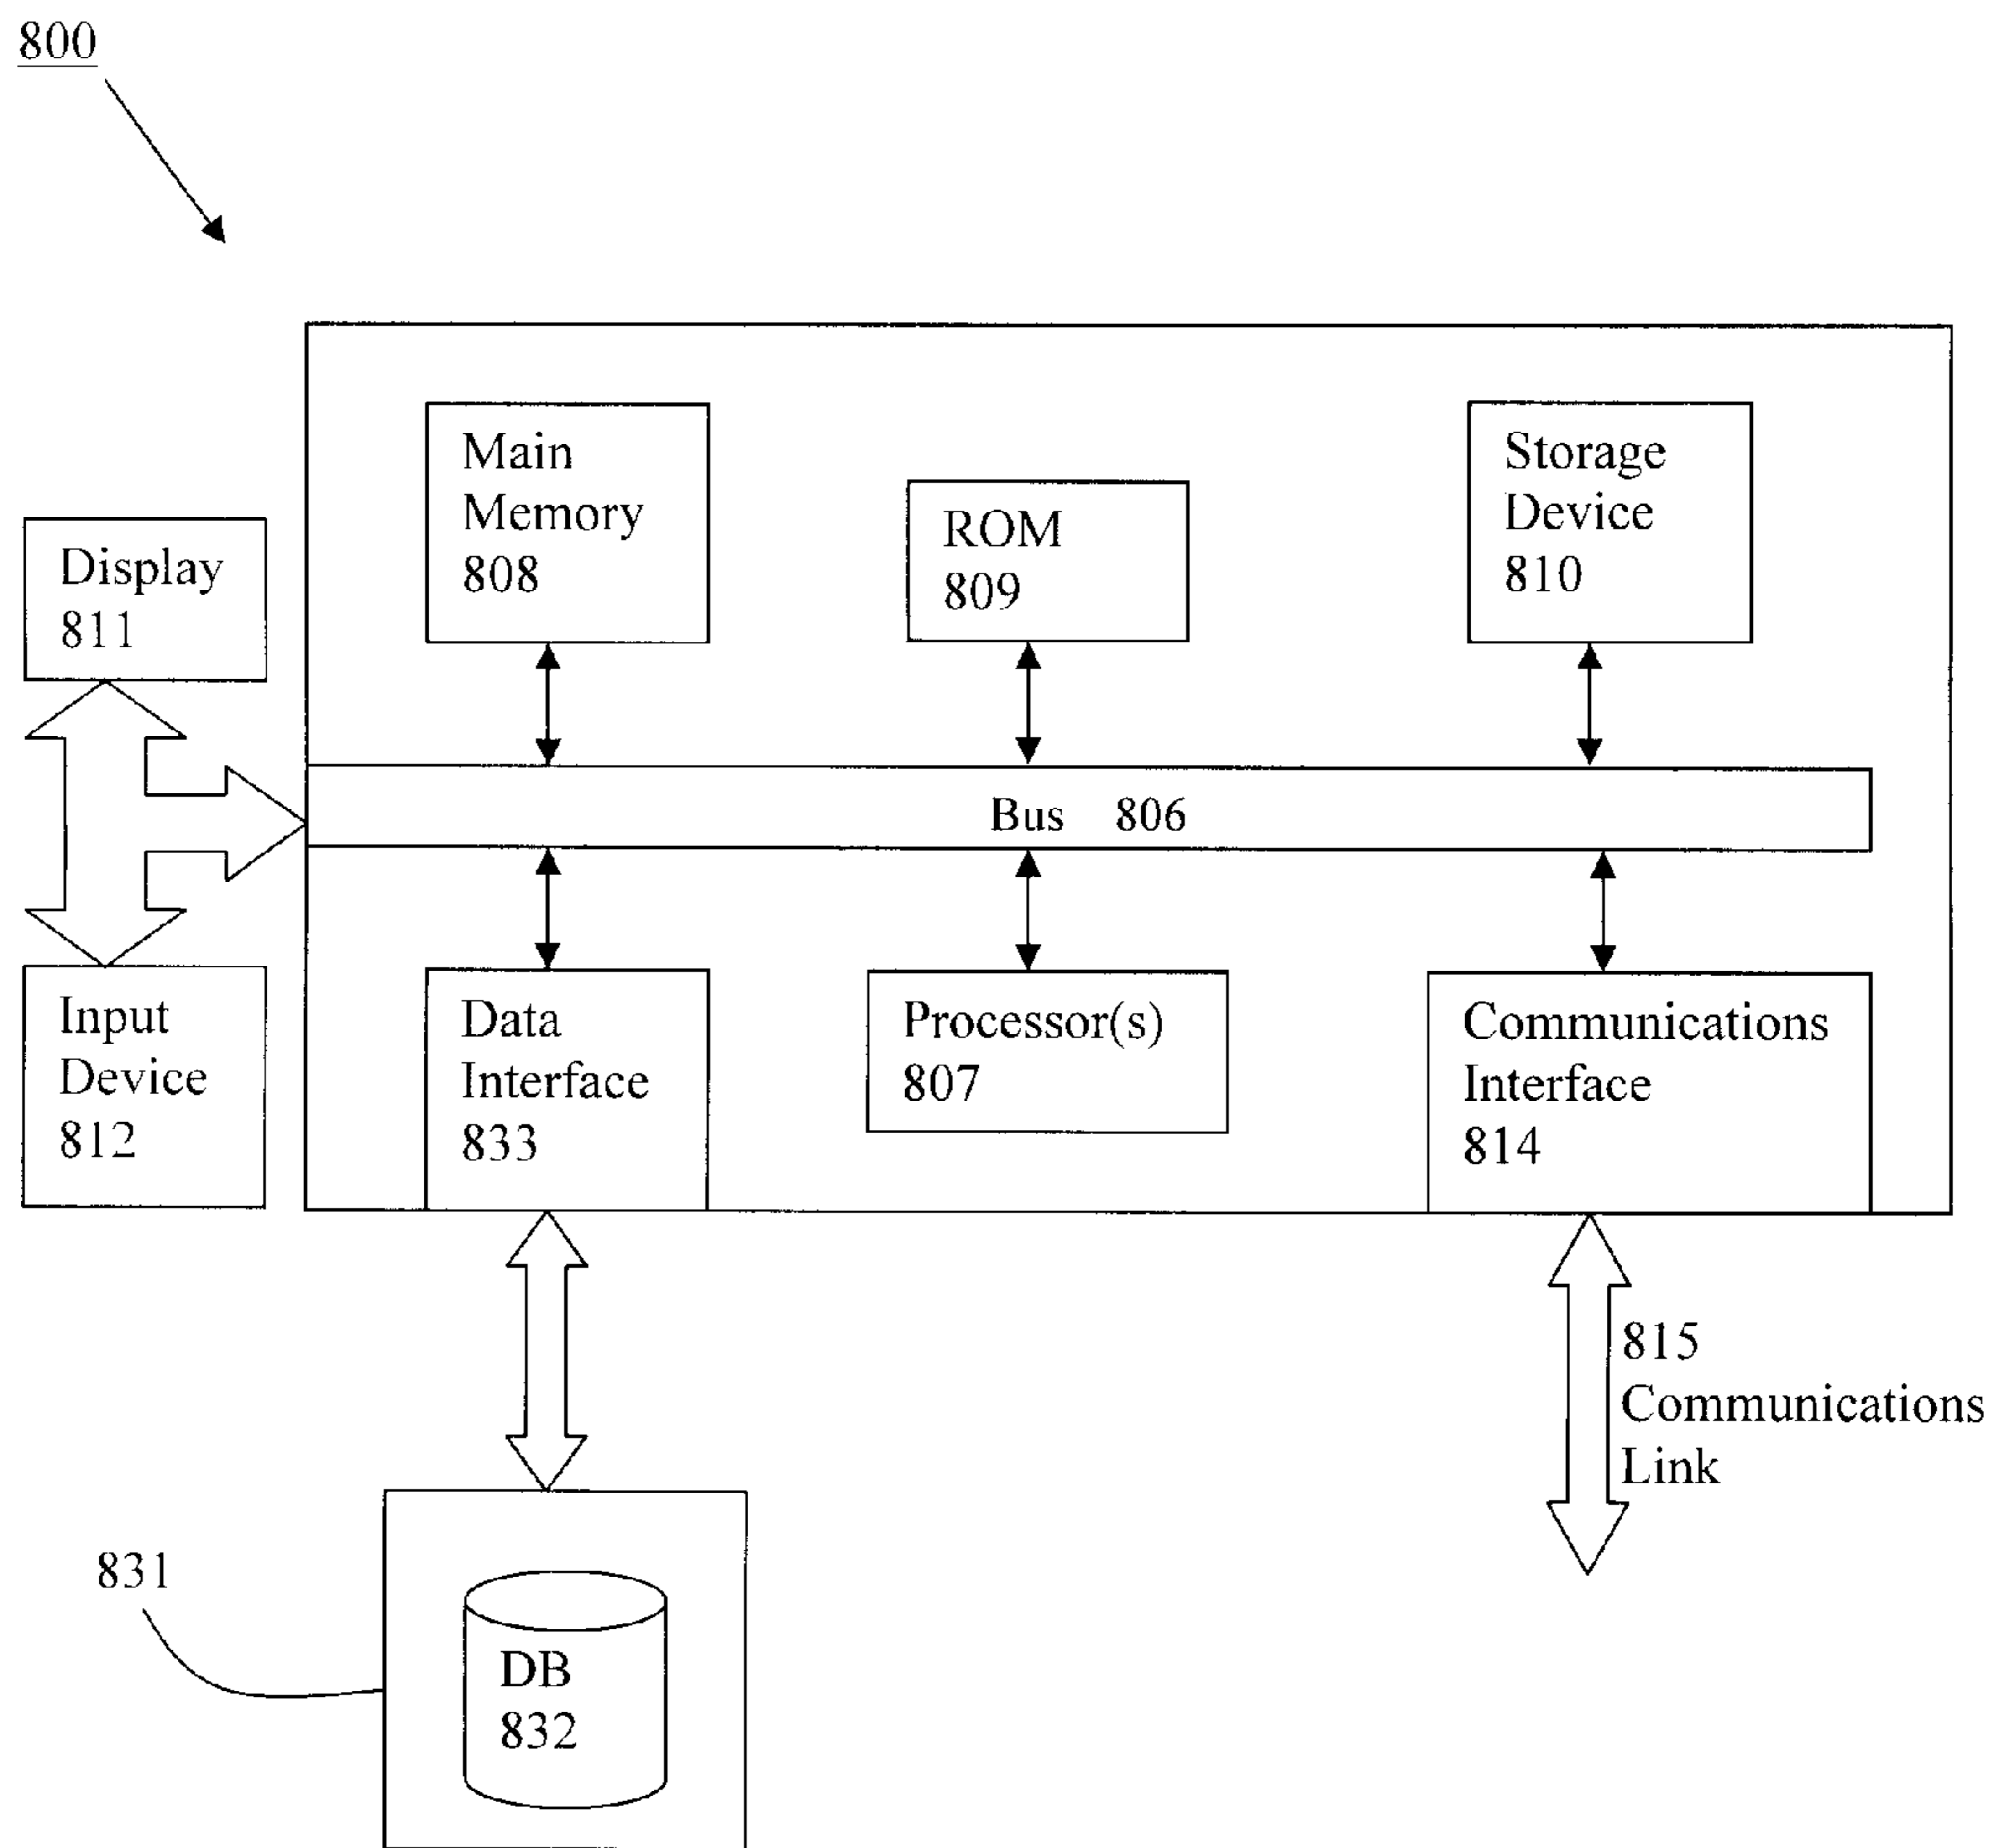 800
Main
Memory
808
ROM
809
Storage
Device
810
Display
811
Bus 806
Input
Device
812
Data
Interface
833
Processor(s)
807
Communications
Interface
814
815
Communications
Link
831
DB
832